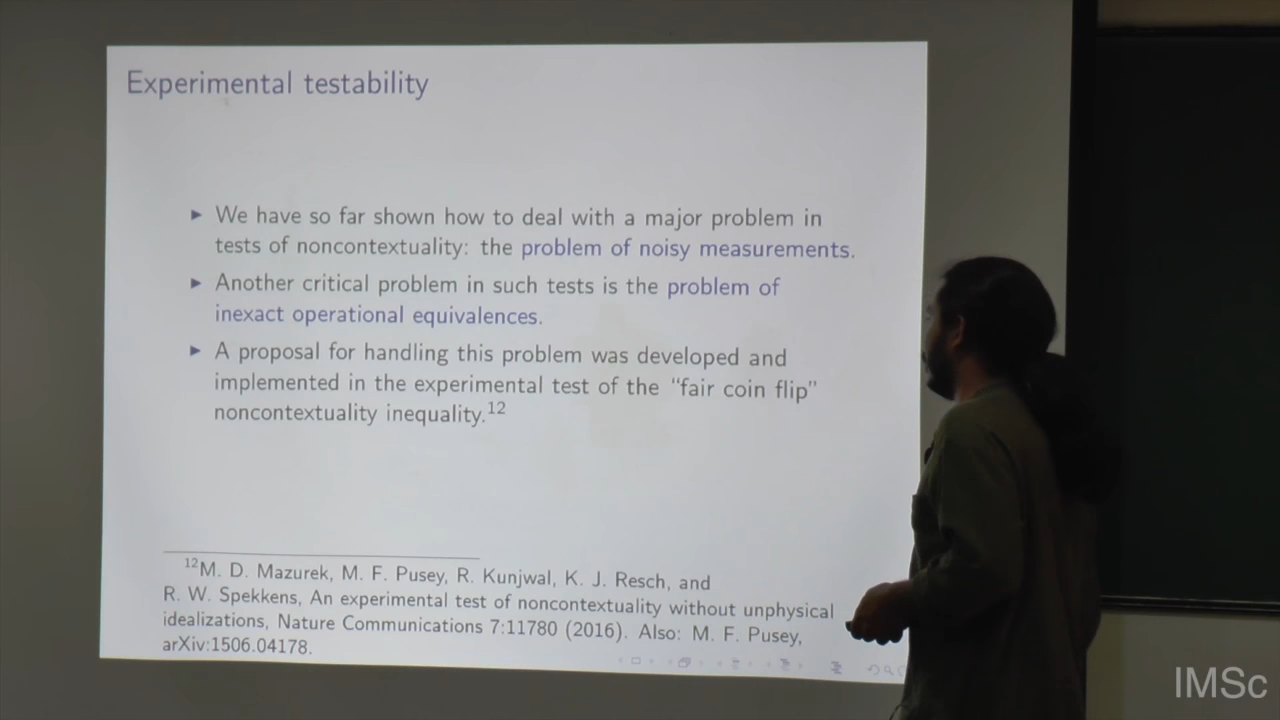 Experimental testability
▶ We have so far shown how to deal with a major problem in
tests of noncontextuality: the problem of noisy measurements.
▶ Another critical problem in such tests is the problem of
inexact operational equivalences.
▶ A proposal for handling this problem was developed and
implemented in the experimental test of the “fair coin flip”
noncontextuality inequality.12
12M. D. Mazurek, M. F. Pusey, R. Kunjwal, K. J. Resch, and
R. W. Spekkens, An experimental test of noncontextuality without unphysical
idealizations, Nature Communications 7:11780 (2016). Also: M. F. Pusey,
arXiv:1506.04178.
IMSc